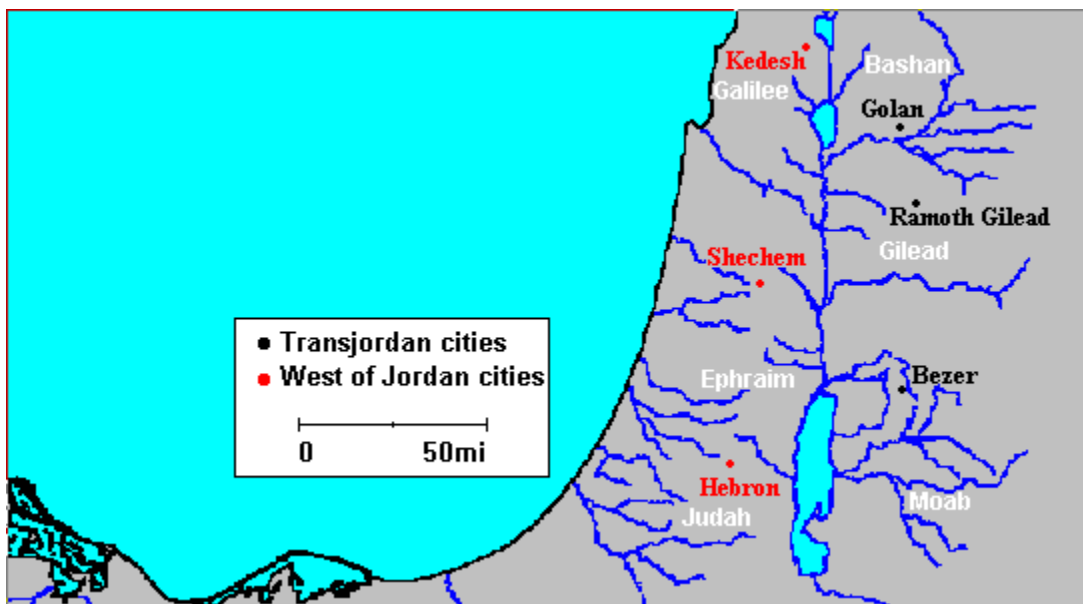 Kedesh
Bashan
Galilee
Golan
Ramoth Gilead
Gilead
Shechem
Transjordan cities
West of Jordan cities
0 50mi
Ephraim
Bezer
Hebron
Moab
Judah